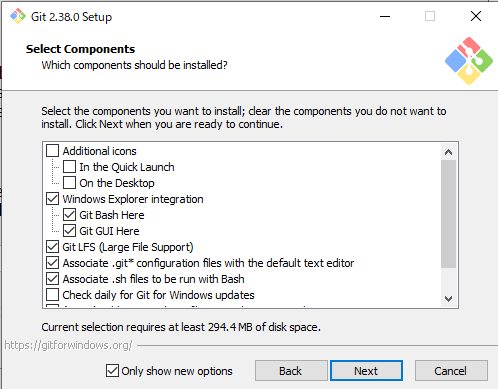 Git 2.38.0 Setup
Select Components
Which components should be installed?
Select the components you want to install; clear the components you do not want to
install. Click Next when you are ready to continue.
Additional icons
In the Quick Launch
On the Desktop
Windows Explorer integration
Git Bash Here
Git GUI Here
Git LFS (Large File Support)
Associate .git* configuration files with the default text editor
Associate .sh files to be run with Bash
Check daily for Git for Windows updates
Current selection requires at least 294.4 MB of disk space.
https://gitforwindows.org/
Only show new options
Back
Next
Cancel